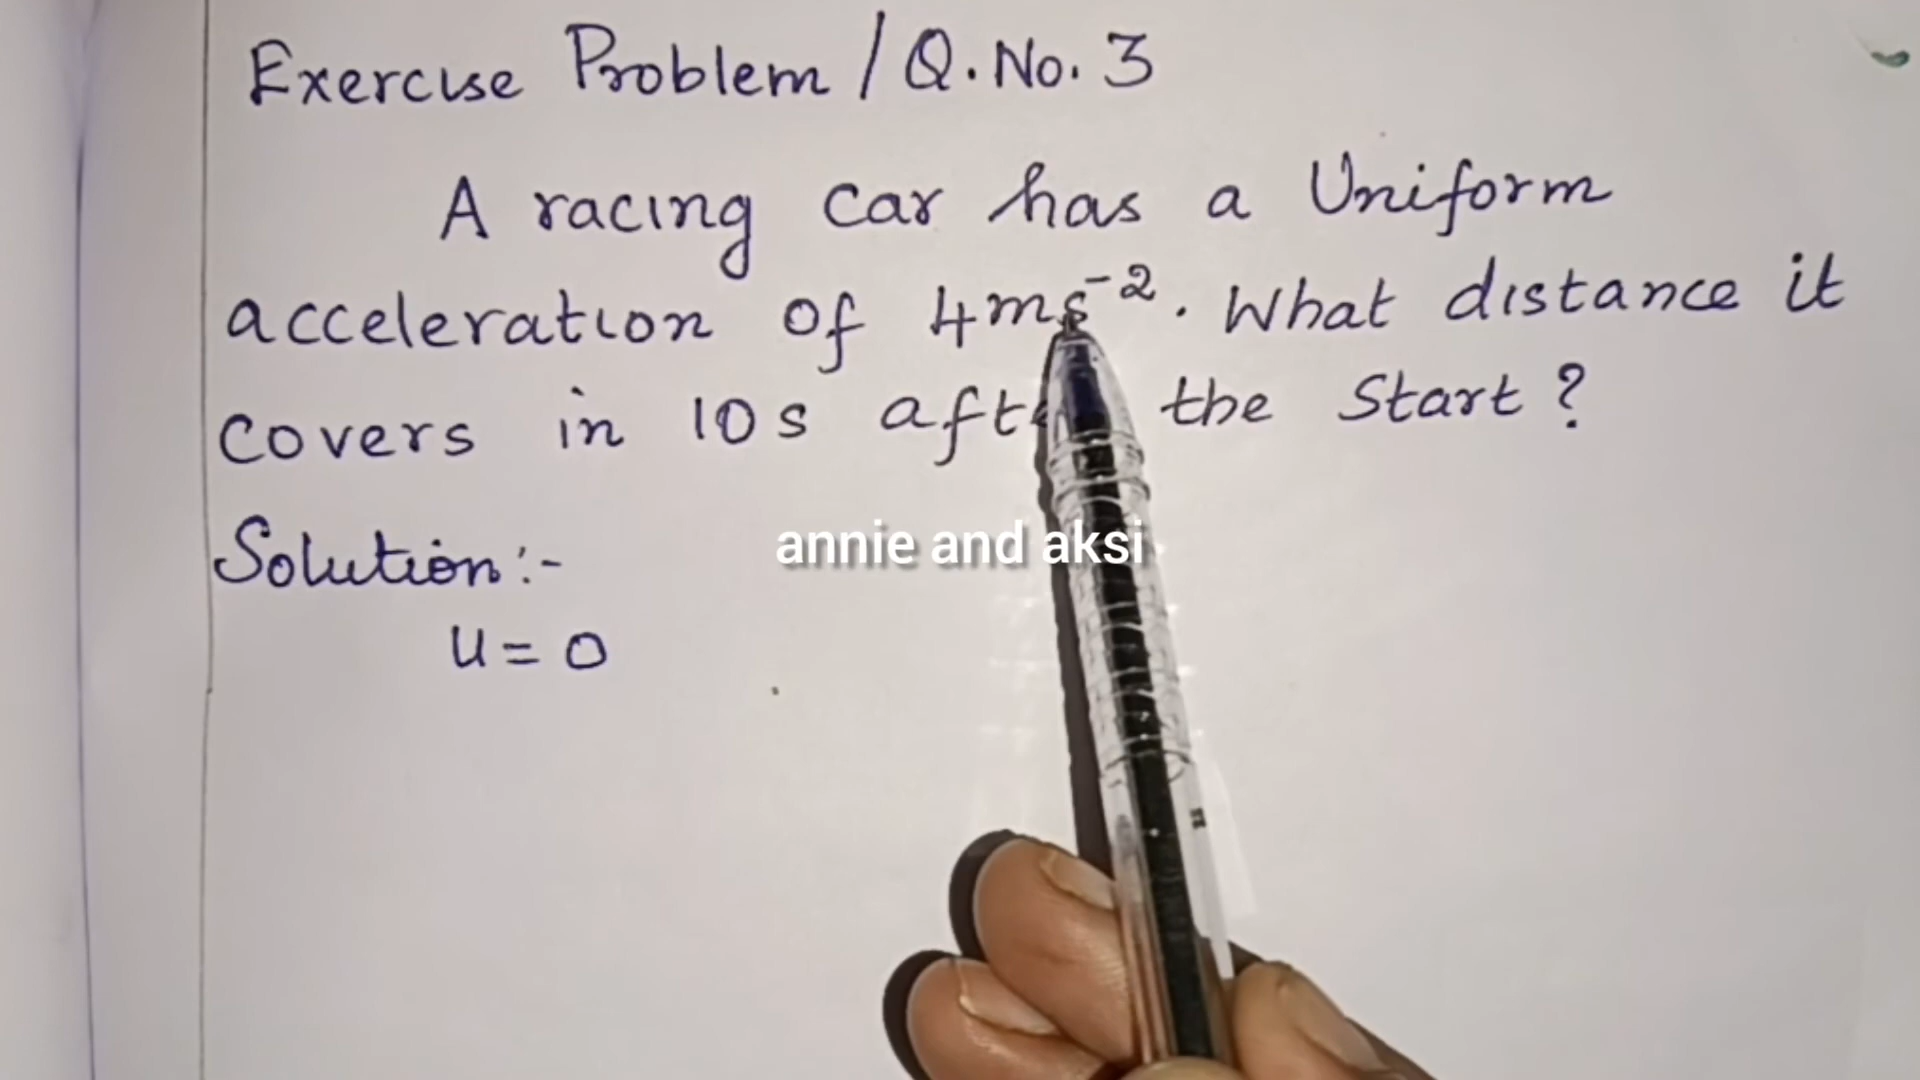 Exercise Problem / Q. No. 3
A racing car has a Uniform
acceleration of 4ms⁻². What distance it
covers in 10s the Start?
Solution:-
annie and aksi
u = 0